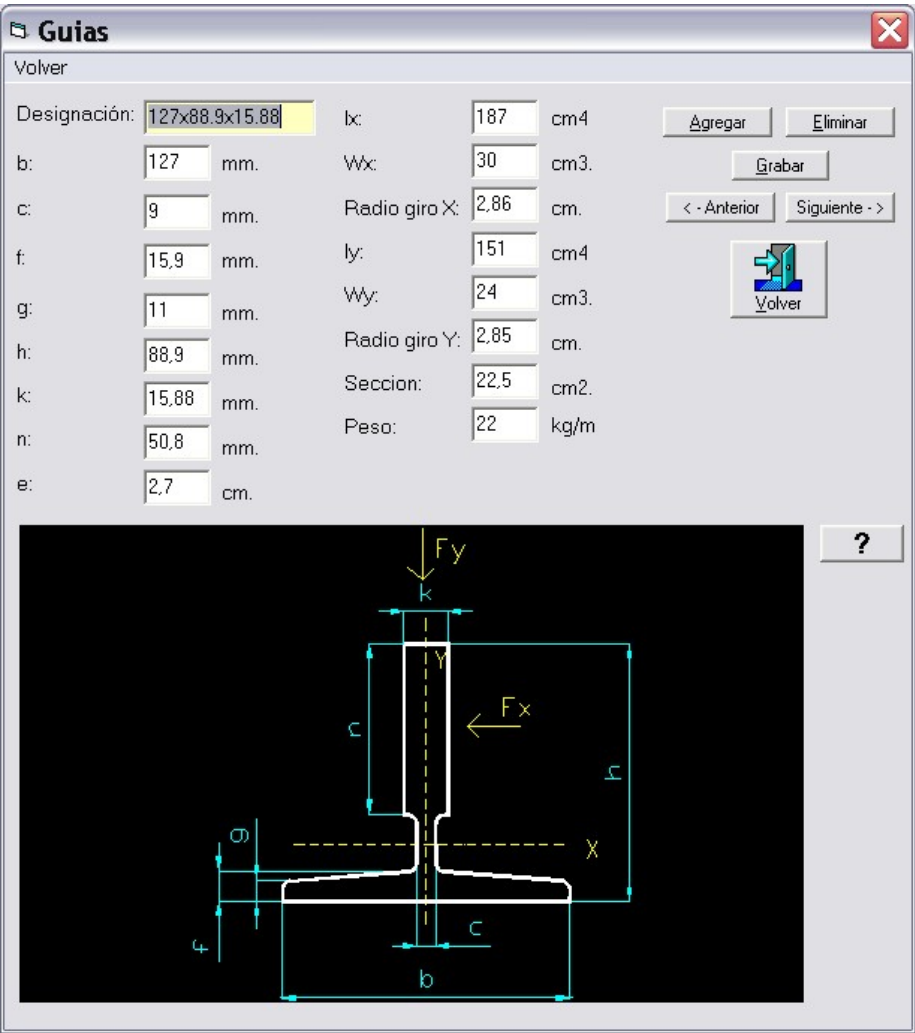 Guias
Volver
Designación: 127x88.9x15.88
b: 127 mm.
c: 9 mm.
f: 15,9 mm.
g: 11 mm.
h: 88,9 mm.
k: 15,88 mm.
n: 50,8 mm.
e: 2,7 cm.
Ix: 187 cm4
Wx: 30 cm3.
Radio giro X: 2,86 cm.
Iy: 151 cm4
Wy: 24 cm3.
Radio giro Y: 2,85 cm.
Seccion: 22,5 cm2.
Peso: 22 kg/m
Agregar Eliminar
Grabar
< - Anterior Siguiente - >
Volver
?
Fy
k
Y
Fx
n
h
g
X
f
c
b